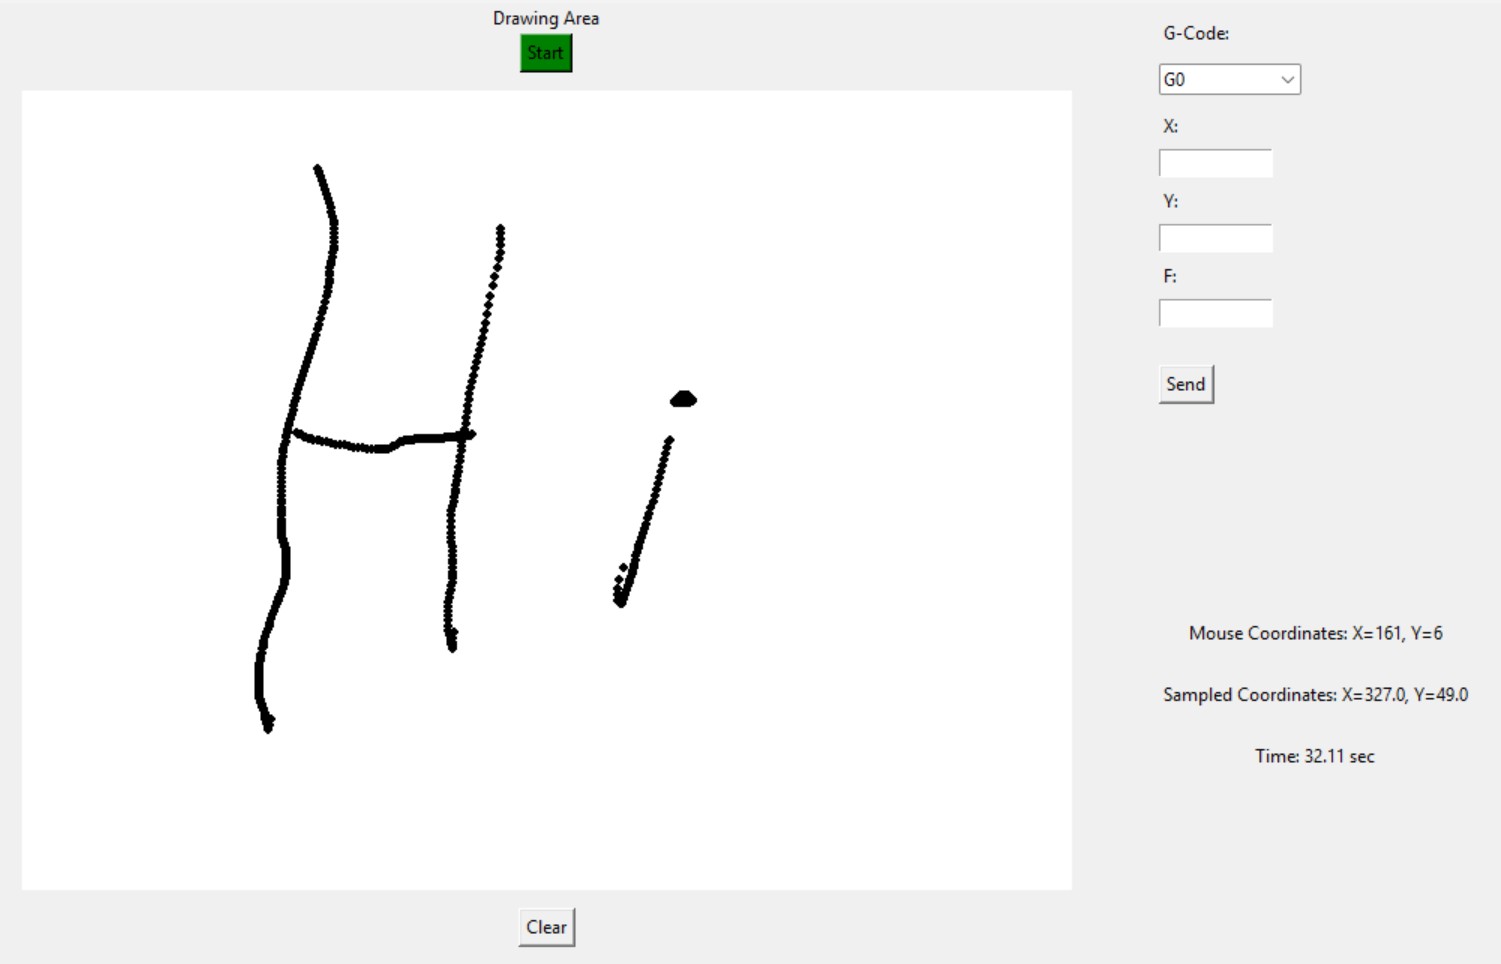 Drawing Area
Start
G-Code:
G0
X:
Y:
F:
Send
Hi
Mouse Coordinates: X=161, Y=6
Sampled Coordinates: X=327.0, Y=49.0
Time: 32.11 sec
Clear